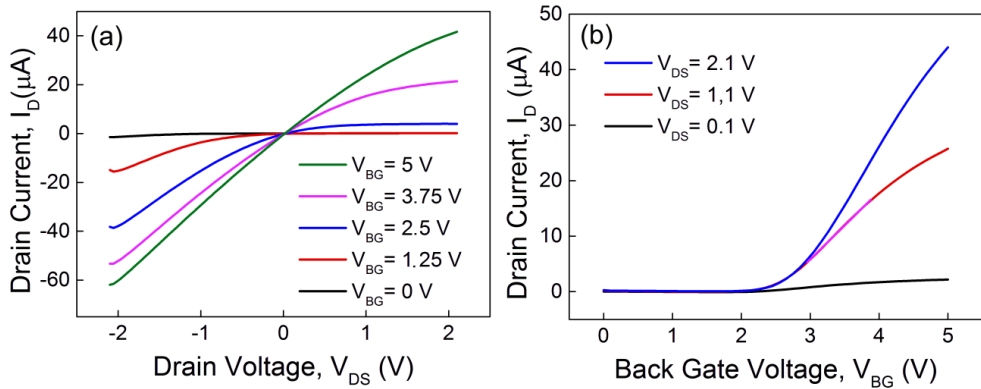 (a)
Drain Current, I_D(μA)
40
20
0
-20
-40
-60
V_BG= 5 V
V_BG= 3.75 V
V_BG= 2.5 V
V_BG= 1.25 V
V_BG= 0 V
-2 -1 0 1 2
Drain Voltage, V_DS (V)
(b)
Drain Current, I_D (μA)
50
40
30
20
10
0
V_DS= 2.1 V
V_DS= 1,1 V
V_DS= 0.1 V
0 1 2 3 4 5
Back Gate Voltage, V_BG (V)